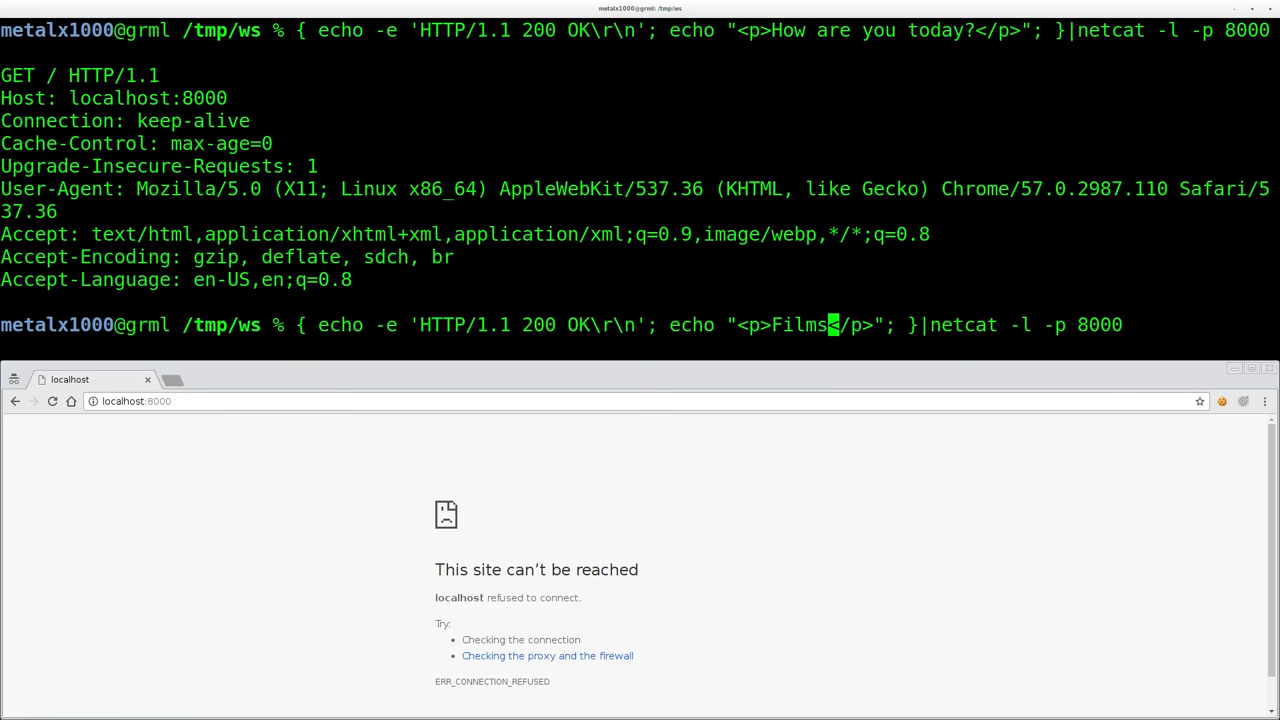 metalx1000@grml: /tmp/ws
metalx1000@grml /tmp/ws % { echo -e 'HTTP/1.1 200 OK\r\n'; echo "<p>How are you today?</p>"; }|netcat -l -p 8000
GET / HTTP/1.1
Host: localhost:8000
Connection: keep-alive
Cache-Control: max-age=0
Upgrade-Insecure-Requests: 1
User-Agent: Mozilla/5.0 (X11; Linux x86_64) AppleWebKit/537.36 (KHTML, like Gecko) Chrome/57.0.2987.110 Safari/5
37.36
Accept: text/html,application/xhtml+xml,application/xml;q=0.9,image/webp,*/*;q=0.8
Accept-Encoding: gzip, deflate, sdch, br
Accept-Language: en-US,en;q=0.8
metalx1000@grml /tmp/ws % { echo -e 'HTTP/1.1 200 OK\r\n'; echo "<p>Films</p>"; }|netcat -l -p 8000
localhost
localhost:8000
This site can’t be reached
localhost refused to connect.
Try:
• Checking the connection
• Checking the proxy and the firewall
ERR_CONNECTION_REFUSED